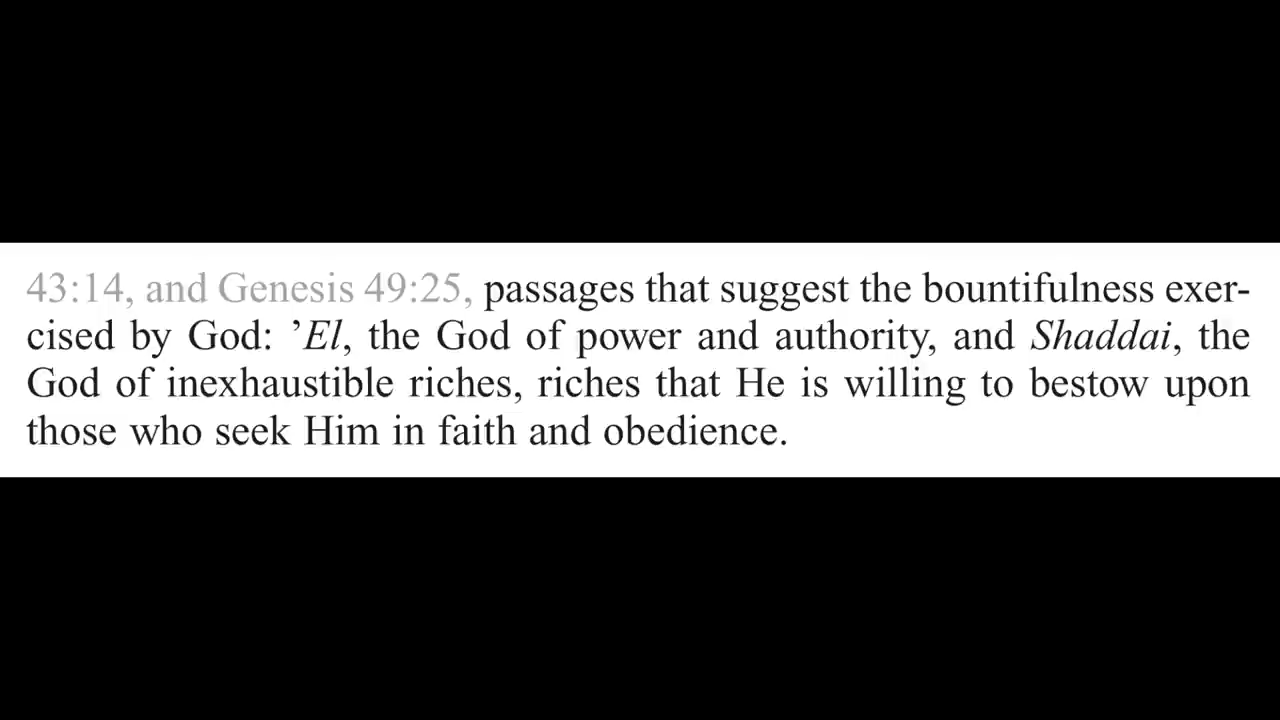 43:14, and Genesis 49:25, passages that suggest the bountifulness exer-
cised by God: ’El, the God of power and authority, and Shaddai, the
God of inexhaustible riches, riches that He is willing to bestow upon
those who seek Him in faith and obedience.